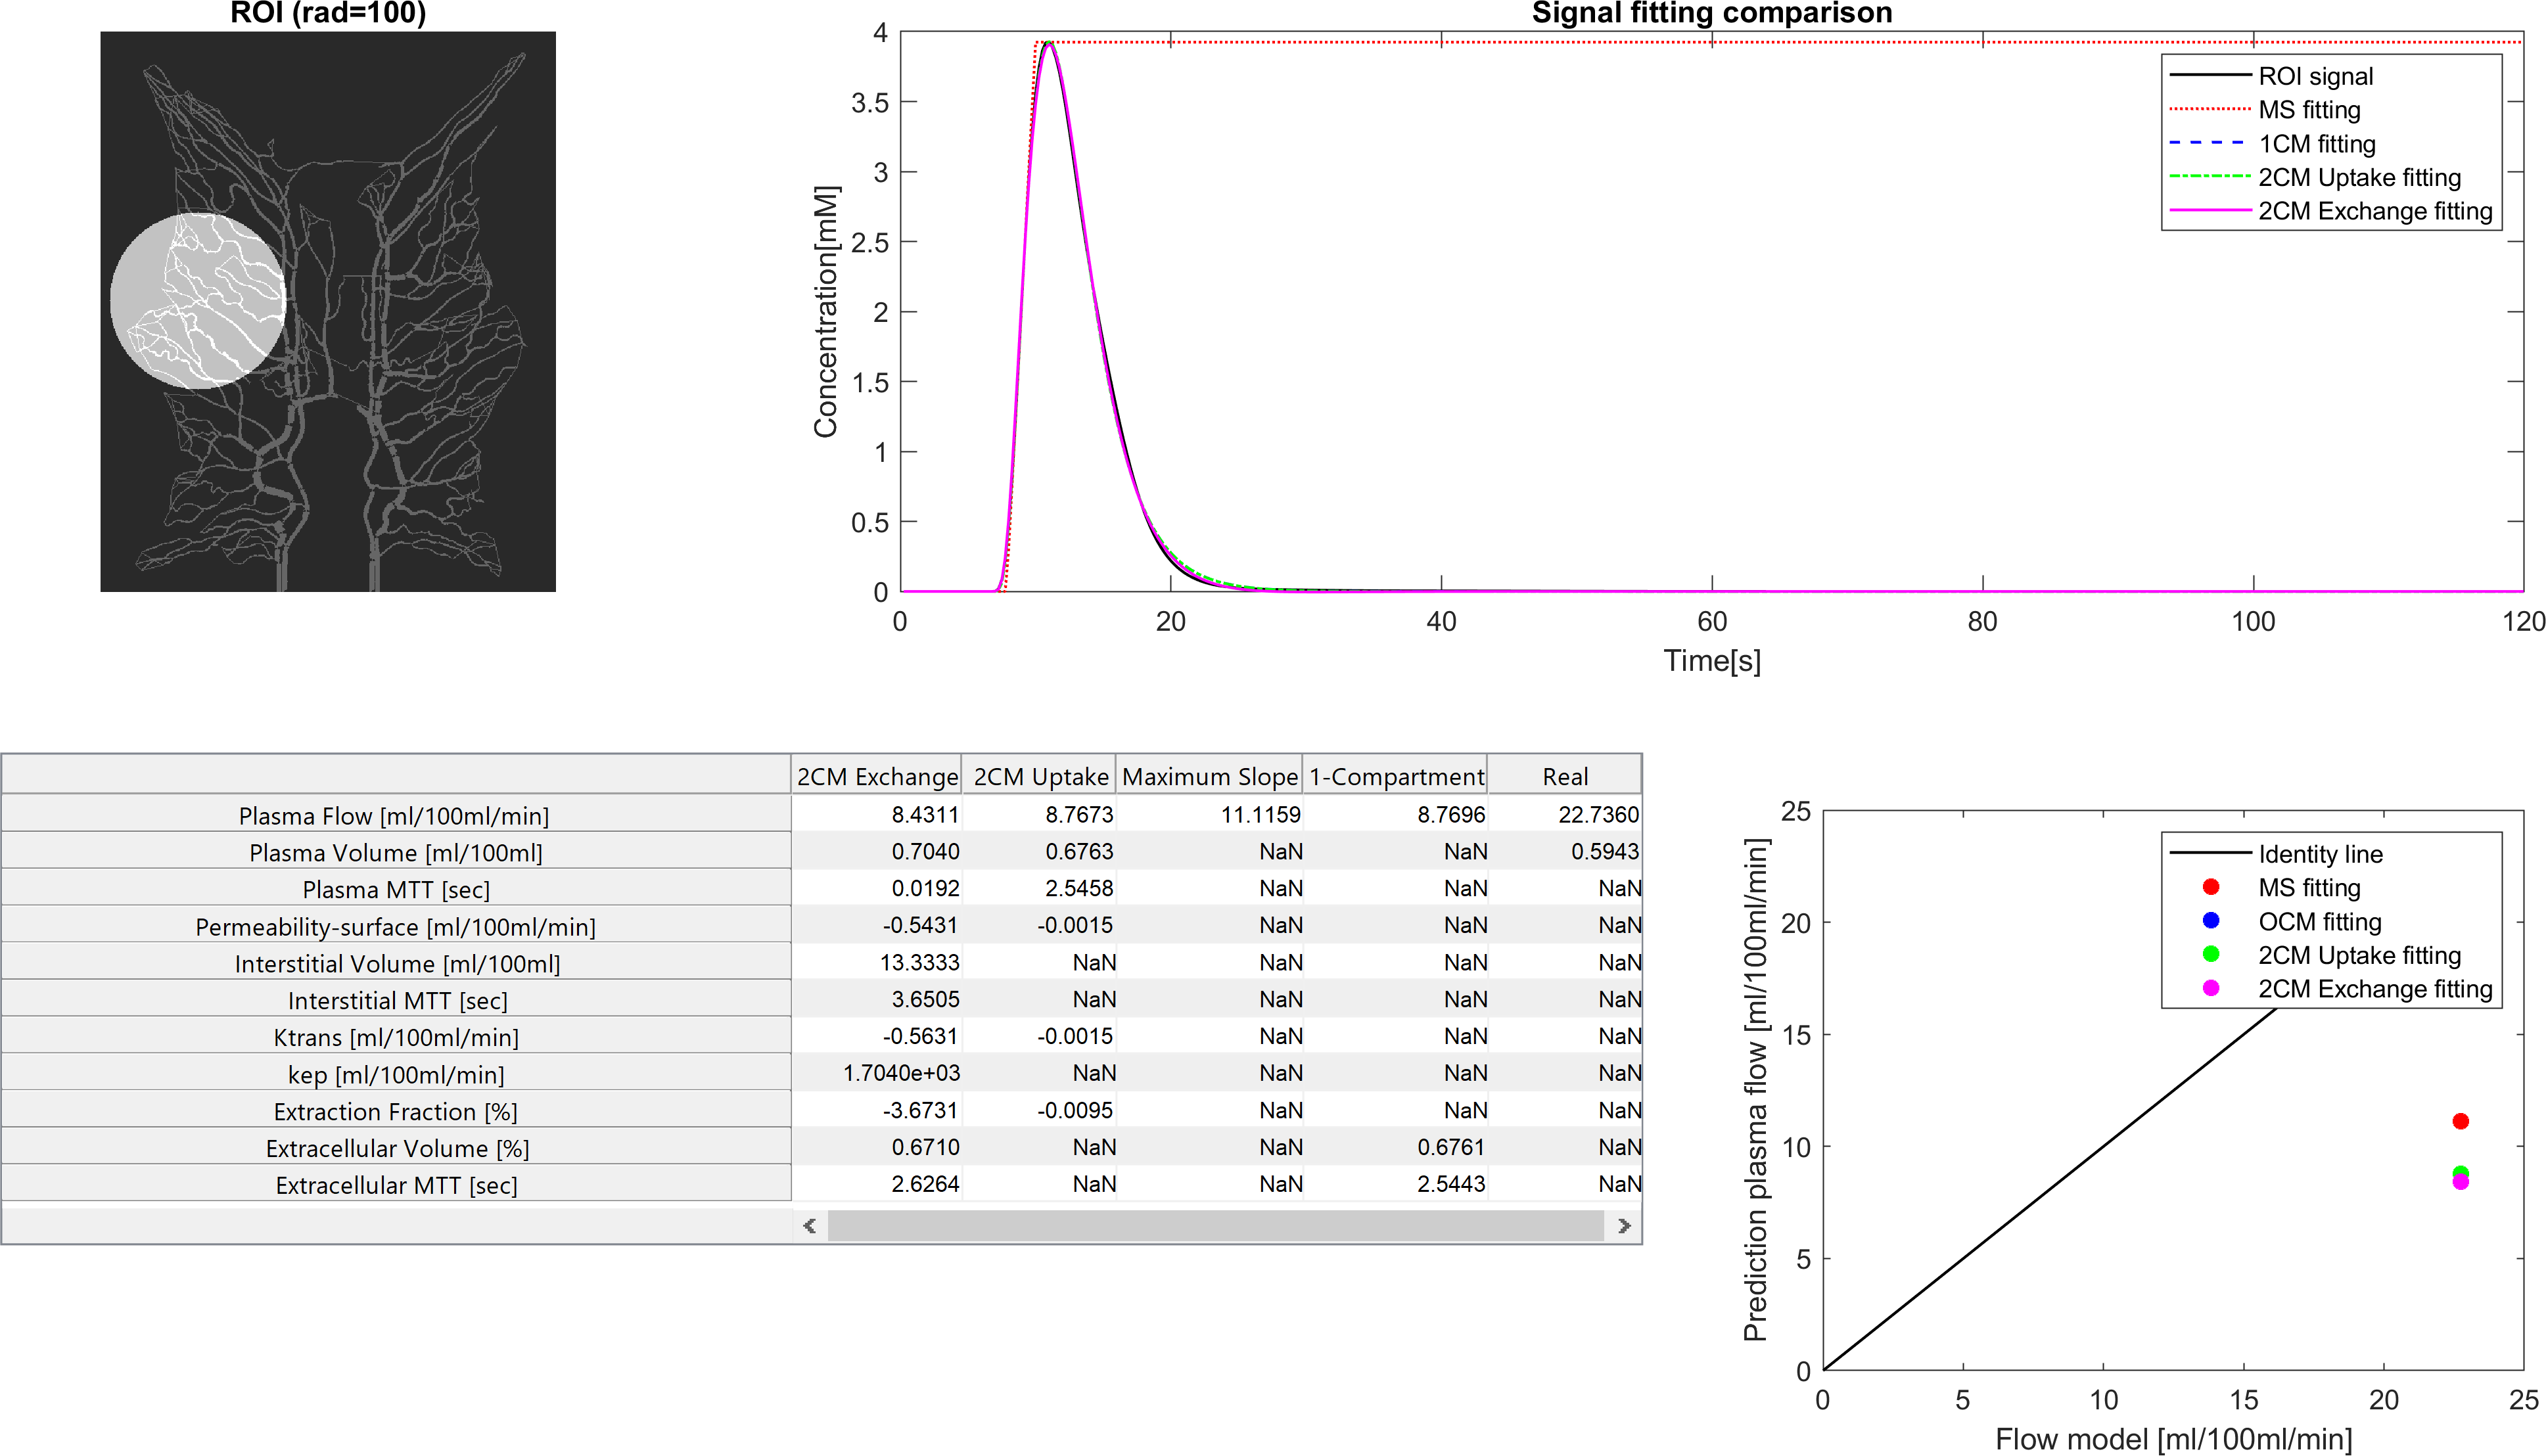 ROI (rad=100)
Signal fitting comparison
4
3.5
3
2.5
2
1.5
1
0.5
0
Concentration[mM]
0 20 40 60 80 100 120
Time[s]
ROI signal
MS fitting
1CM fitting
2CM Uptake fitting
2CM Exchange fitting
2CM Exchange 2CM Uptake Maximum Slope 1-Compartment Real
Plasma Flow [ml/100ml/min] 8.4311 8.7673 11.1159 8.7696 22.7360
Plasma Volume [ml/100ml] 0.7040 0.6763 NaN NaN 0.5943
Plasma MTT [sec] 0.0192 2.5458 NaN NaN NaN
Permeability-surface [ml/100ml/min] -0.5431 -0.0015 NaN NaN NaN
Interstitial Volume [ml/100ml] 13.3333 NaN NaN NaN NaN
Interstitial MTT [sec] 3.6505 NaN NaN NaN NaN
Ktrans [ml/100ml/min] -0.5631 -0.0015 NaN NaN NaN
kep [ml/100ml/min] 1.7040e+03 NaN NaN NaN NaN
Extraction Fraction [%] -3.6731 -0.0095 NaN NaN NaN
Extracellular Volume [%] 0.6710 NaN NaN 0.6761 NaN
Extracellular MTT [sec] 2.6264 NaN NaN 2.5443 NaN
25
20
15
10
5
0
Prediction plasma flow [ml/100ml/min]
Identity line
MS fitting
OCM fitting
2CM Uptake fitting
2CM Exchange fitting
0 5 10 15 20 25
Flow model [ml/100ml/min]